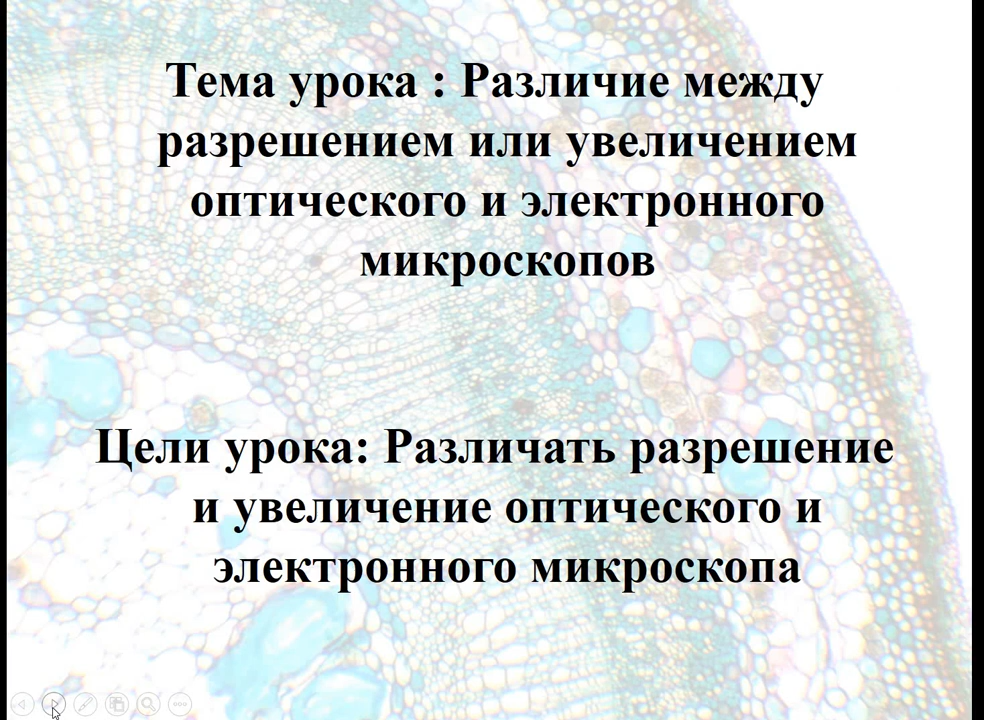 Тема урока : Различие между
разрешением или увеличением
оптического и электронного
микроскопов
Цели урока: Различать разрешение
и увеличение оптического и
электронного микроскопа